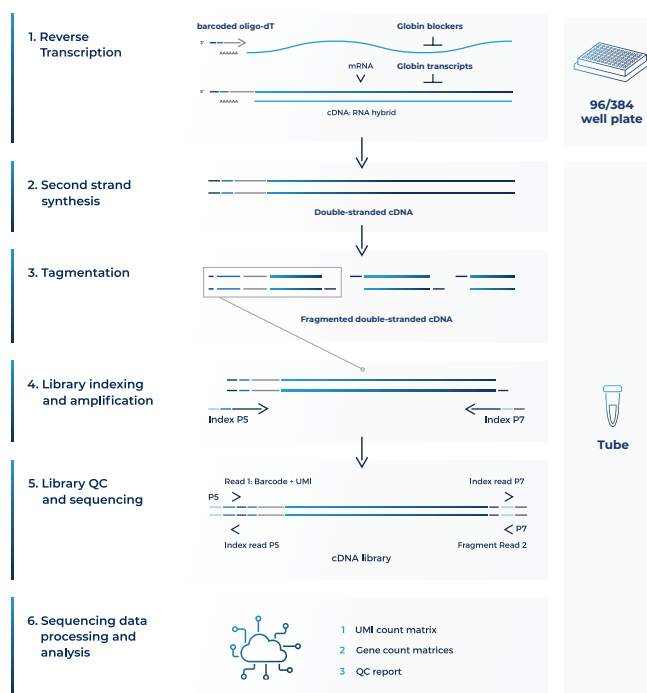 1. Reverse
Transcription
barcoded oligo-dT
Globin blockers
3'
AAAAAA
mRNA
Globin transcripts
5'
AAAAAA
cDNA: RNA hybrid
96/384
well plate
2. Second strand
synthesis
Double-stranded cDNA
3. Tagmentation
Fragmented double-stranded cDNA
4. Library indexing
and amplification
Index P5
Index P7
Tube
5. Library QC
and sequencing
Read 1: Barcode + UMI
Index read P7
P5
P7
Index read P5
Fragment Read 2
cDNA library
6. Sequencing data
processing and
analysis
1 UMI count matrix
2 Gene count matrices
3 QC report